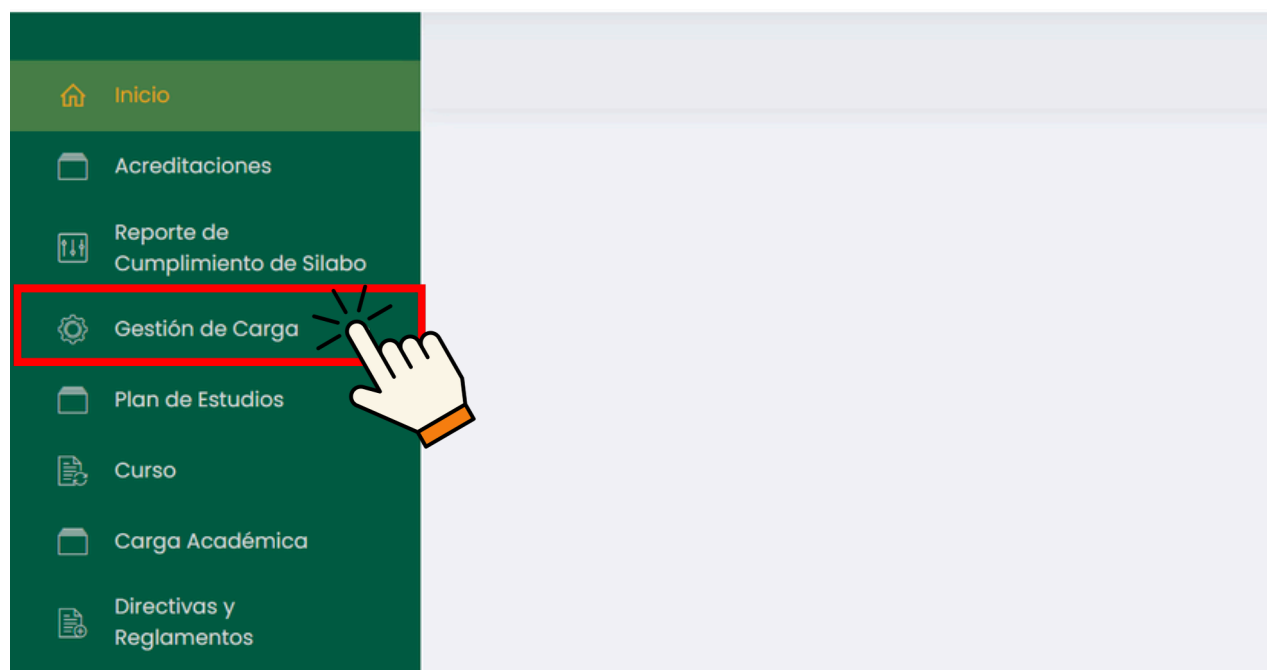 Inicio
Acreditaciones
Reporte de
Cumplimiento de Silabo
Gestión de Carga
Plan de Estudios
Curso
Carga Académica
Directivas y
Reglamentos